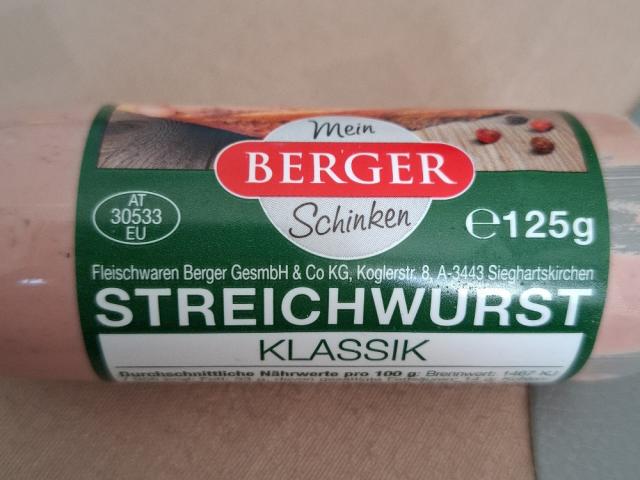 Mein
BERGER
Schinken
AT
30533
EU
℮125g
Fleischwaren Berger GesmbH & Co KG, Koglerstr. 8, A-3443 Sieghartskirchen
STREICHWURST
KLASSIK
Durchschnittliche Nährwerte pro 100 g: Brennwert: 1467 KJ